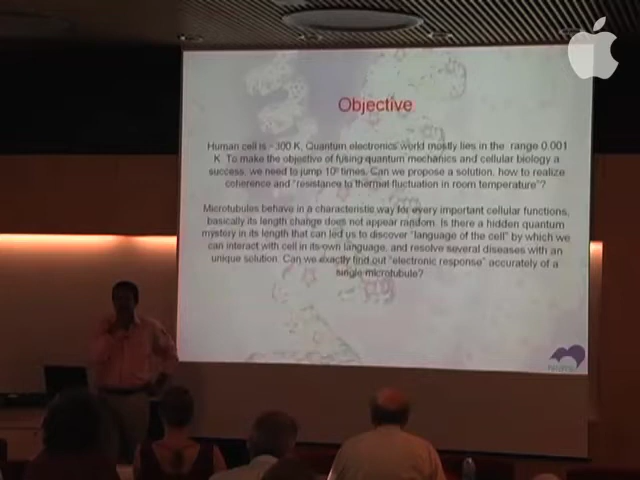 Objective
Human cell is ~300 K, Quantum electronics world mostly lies in the range 0.001
K. To make the objective of fusing quantum mechanics and cellular biology a
success, we need to jump 10⁵ times. Can we propose a solution, how to realize
coherence and "resistance to thermal fluctuation in room temperature"?
Microtubules behave in a characteristic way for every important cellular functions,
basically its length change does not appear random. Is there a hidden quantum
mystery in its length that can led us to discover "language of the cell" by which we
can interact with cell in its own language, and resolve several diseases with an
unique solution. Can we exactly find out "electronic response" accurately of a
single microtubule?